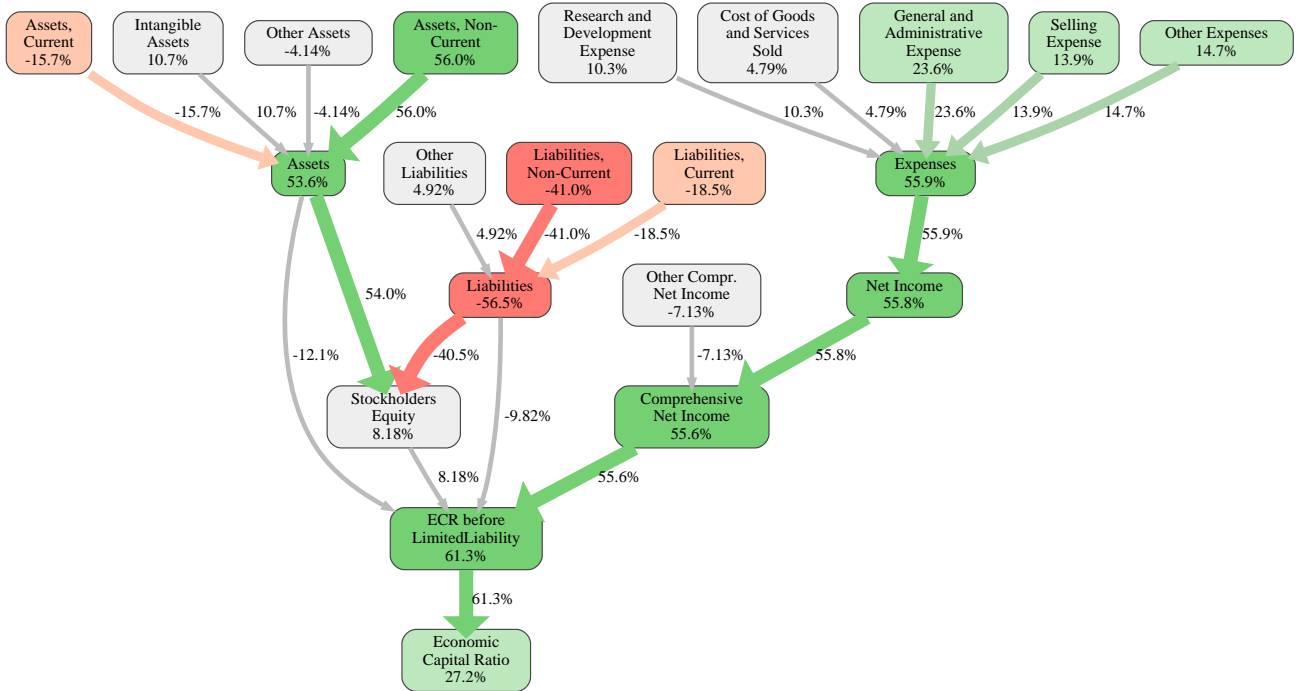 Assets,
Current
-15.7%
Intangible
Assets
10.7%
Other Assets
-4.14%
Assets, Non-
Current
56.0%
Research and
Development
Expense
10.3%
Cost of Goods
and Services
Sold
4.79%
General and
Administrative
Expense
23.6%
Selling
Expense
13.9%
Other Expenses
14.7%
-15.7%
10.7%
-4.14%
56.0%
10.3%
4.79%
23.6%
13.9%
14.7%
Assets
53.6%
Other
Liabilities
4.92%
Liabilities,
Non-Current
-41.0%
Liabilities,
Current
-18.5%
Expenses
55.9%
4.92%
-41.0%
-18.5%
55.9%
Liabilities
-56.5%
Other Compr.
Net Income
-7.13%
Net Income
55.8%
54.0%
-12.1%
-40.5%
-7.13%
55.8%
Stockholders
Equity
8.18%
-9.82%
Comprehensive
Net Income
55.6%
8.18%
55.6%
ECR before
LimitedLiability
61.3%
61.3%
Economic
Capital Ratio
27.2%